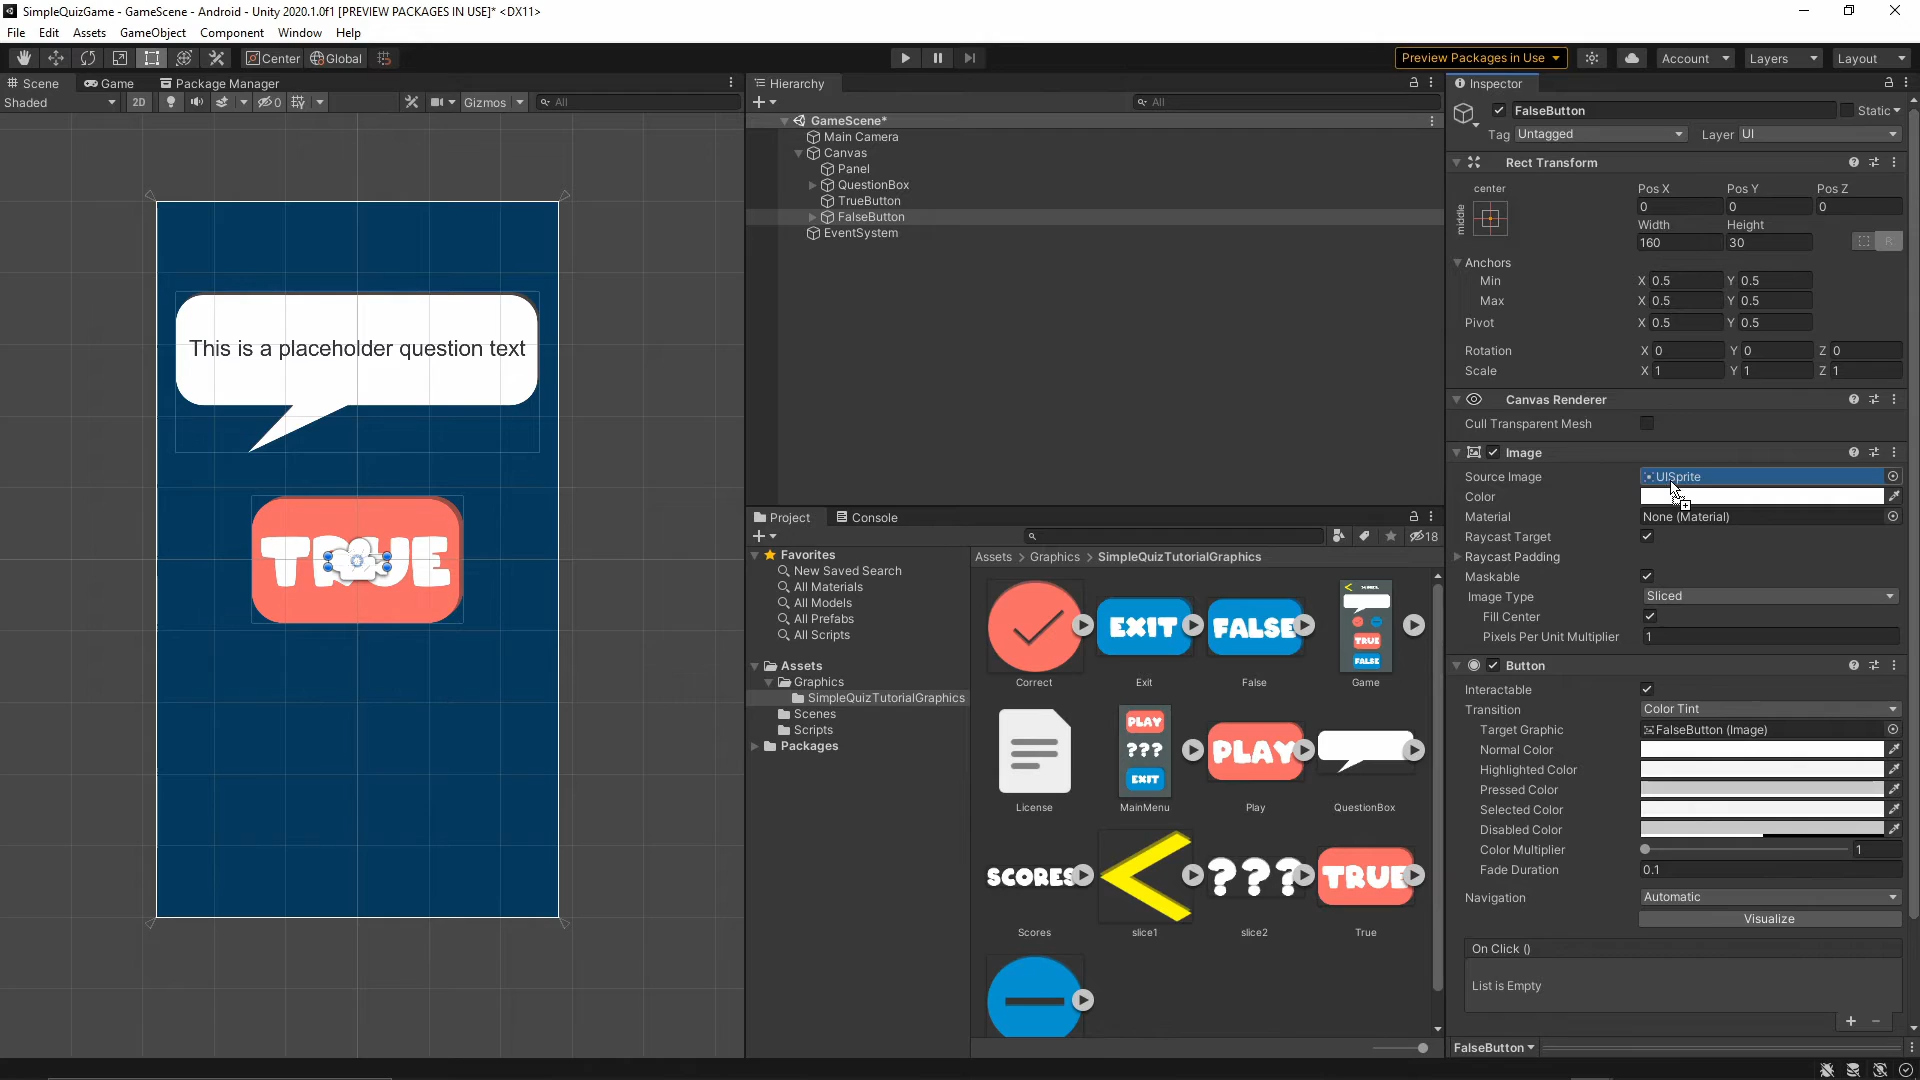 SimpleQuizGame - GameScene - Android - Unity 2020.1.0f1 [PREVIEW PACKAGES IN USE]* <DX11>
File Edit Assets GameObject Component Window Help
Center Global Preview Packages in Use Account Layers Layout
Scene Game Package Manager
Shaded 2D 0 Gizmos All
Hierarchy
All
GameScene*
Main Camera
Canvas
Panel
QuestionBox
TrueButton
FalseButton
EventSystem
This is a placeholder question text
TRUE
Project Console
18
Favorites
New Saved Search
All Materials
All Models
All Prefabs
All Scripts
Assets
Graphics
SimpleQuizTutorialGraphics
Scenes
Scripts
Packages
Assets > Graphics > SimpleQuizTutorialGraphics
EXIT FALSE TRUE FALSE
Correct Exit False Game
PLAY ??? EXIT PLAY
License MainMenu Play QuestionBox
SCORES ??? TRUE
Scores slice1 slice2 True
Inspector
FalseButton Static
Tag Untagged Layer UI
Rect Transform
center Pos X Pos Y Pos Z
middle 0 0 0
Width Height
160 30 R
Anchors
Min X 0.5 Y 0.5
Max X 0.5 Y 0.5
Pivot X 0.5 Y 0.5
Rotation X 0 Y 0 Z 0
Scale X 1 Y 1 Z 1
Canvas Renderer
Cull Transparent Mesh
Image
Source Image UISprite
Color
Material None (Material)
Raycast Target
Raycast Padding
Maskable
Image Type Sliced
Fill Center
Pixels Per Unit Multiplier 1
Button
Interactable
Transition Color Tint
Target Graphic FalseButton (Image)
Normal Color
Highlighted Color
Pressed Color
Selected Color
Disabled Color
Color Multiplier 1
Fade Duration 0.1
Navigation Automatic
Visualize
On Click ()
List is Empty
+ −
FalseButton